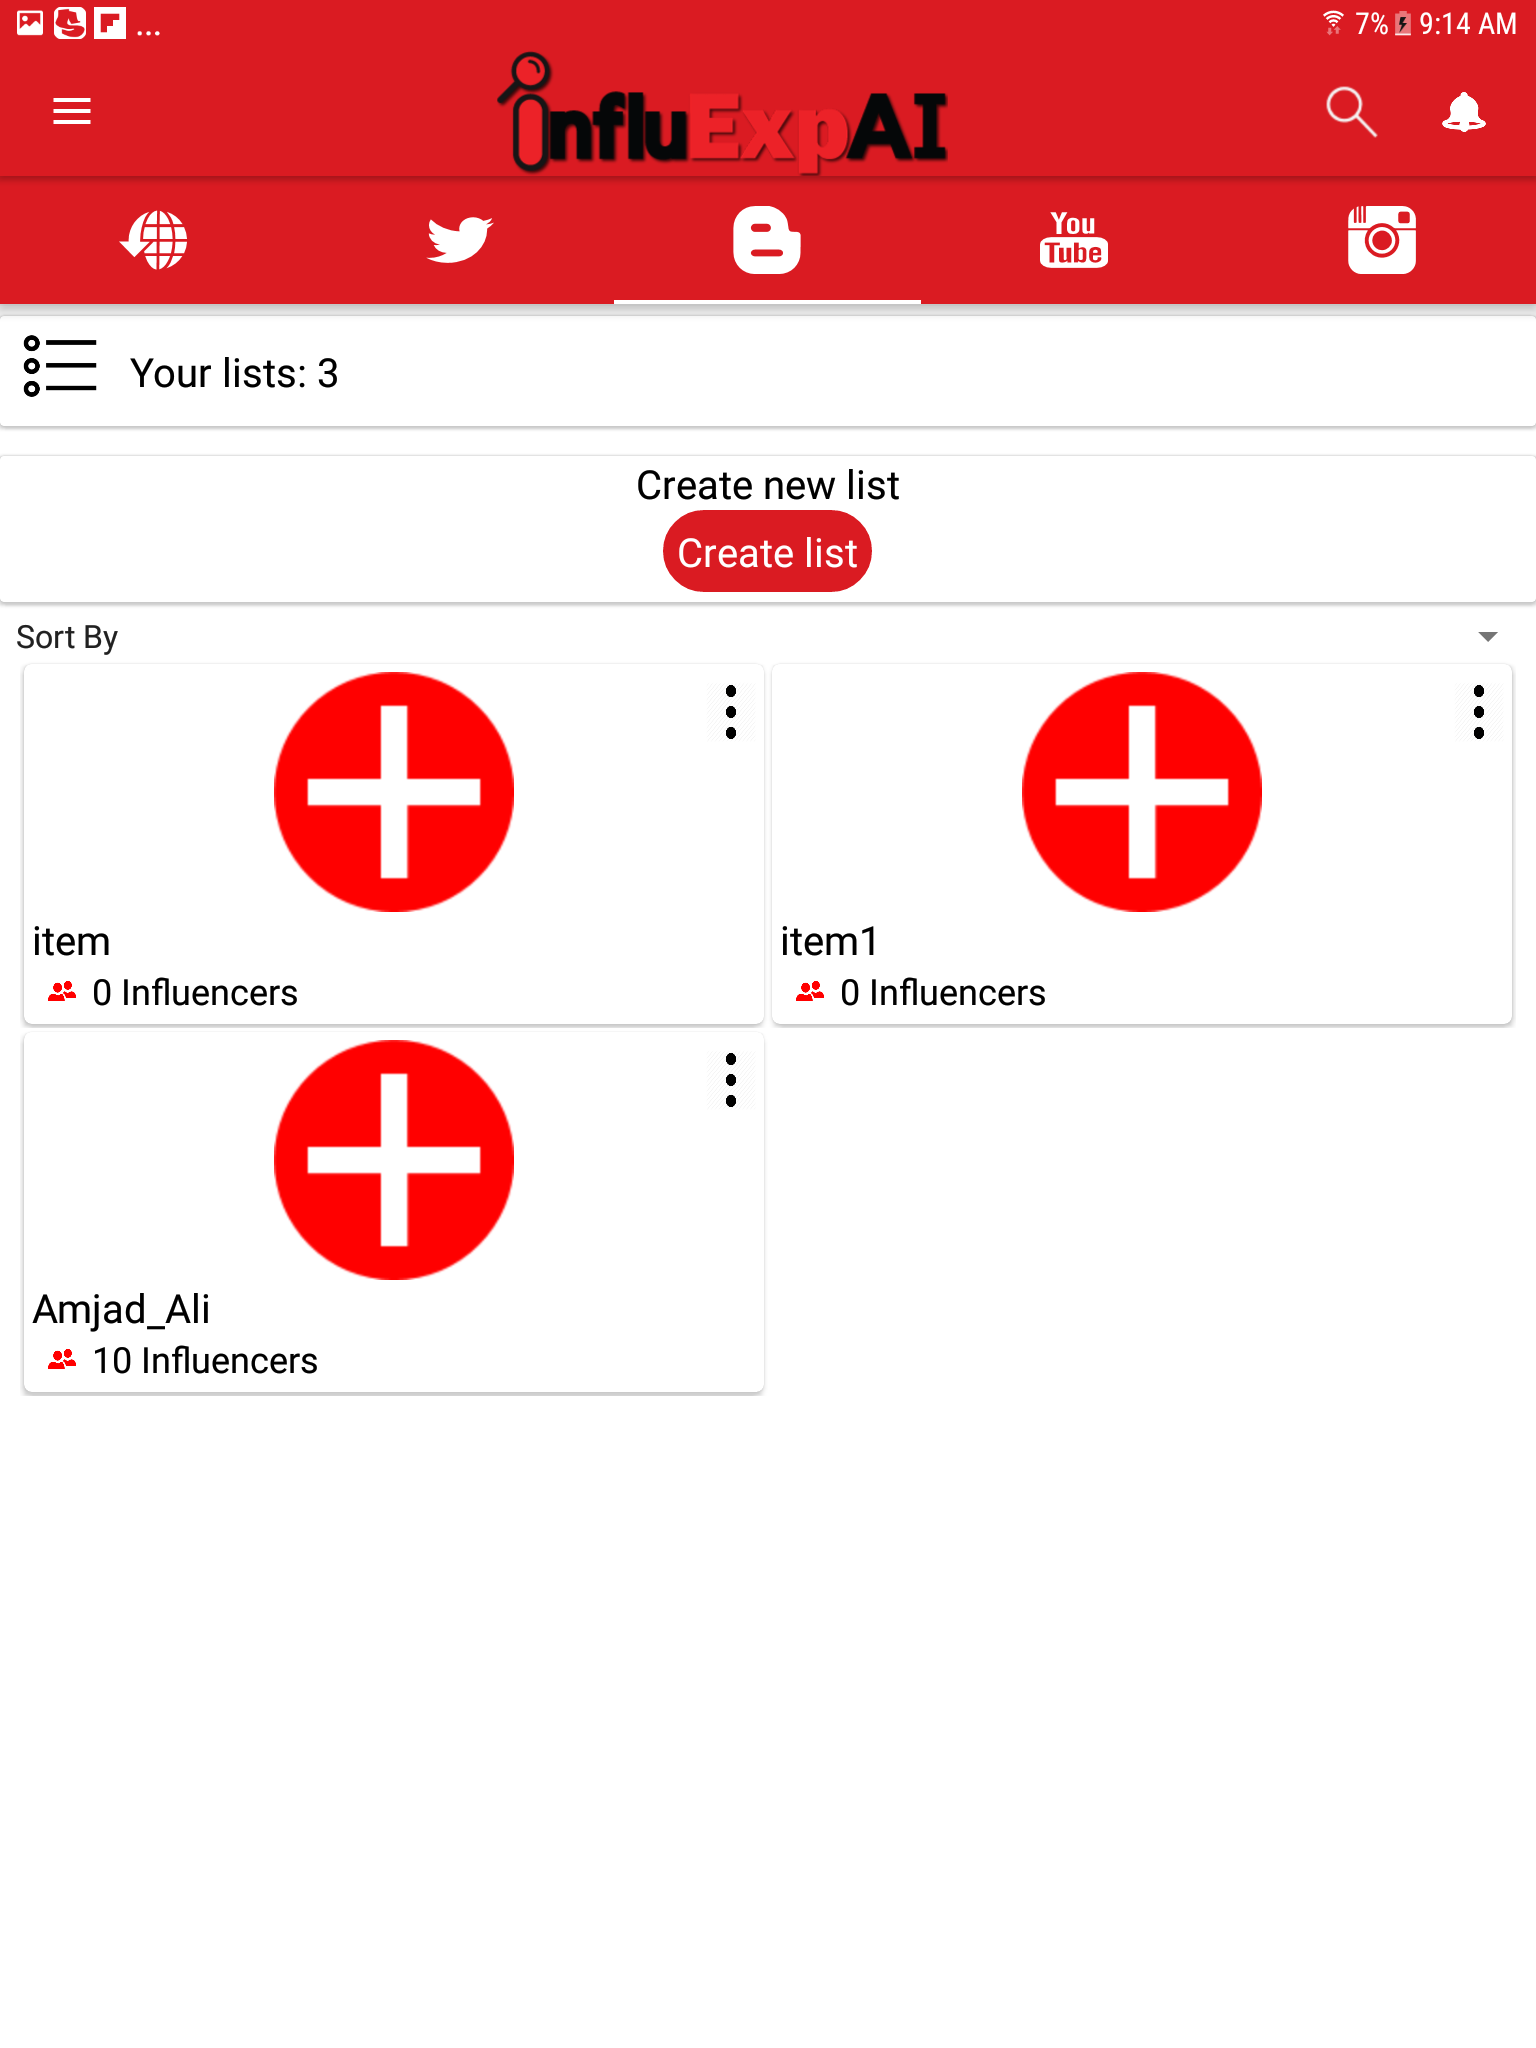 ... 7% 9:14 AM
influExpAI
You
Tube
Your lists: 3
Create new list
Create list
Sort By
item
0 Influencers
item1
0 Influencers
Amjad_Ali
10 Influencers